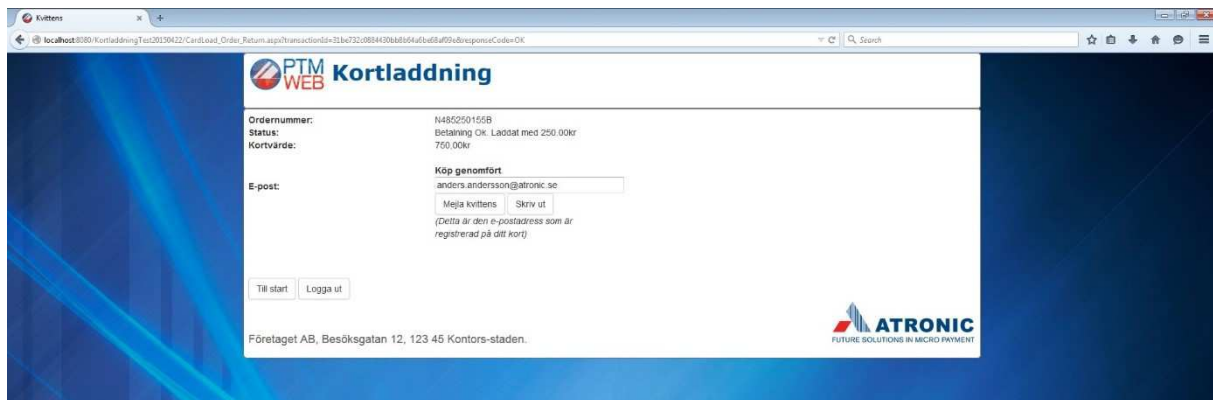 Kvittens
localhost:8080/KortladdningTest20130422/CardLoad_Order_Return.aspx?transactionId=31be732c0884430bb8b64a6be68af09e&responseCode=OK
Search
PTM
WEB
Kortladdning
Ordernummer: N485250155B
Status: Betalning Ok. Laddat med 250.00kr
Kortvärde: 750,00kr
Köp genomfört
E-post: anders.andersson@atronic.se
Mejla kvittens Skriv ut
(Detta är den e-postadress som är
registrerad på ditt kort)
Till start Logga ut
ATRONIC
FUTURE SOLUTIONS IN MICRO PAYMENT
Företaget AB, Besöksgatan 12, 123 45 Kontors-staden.